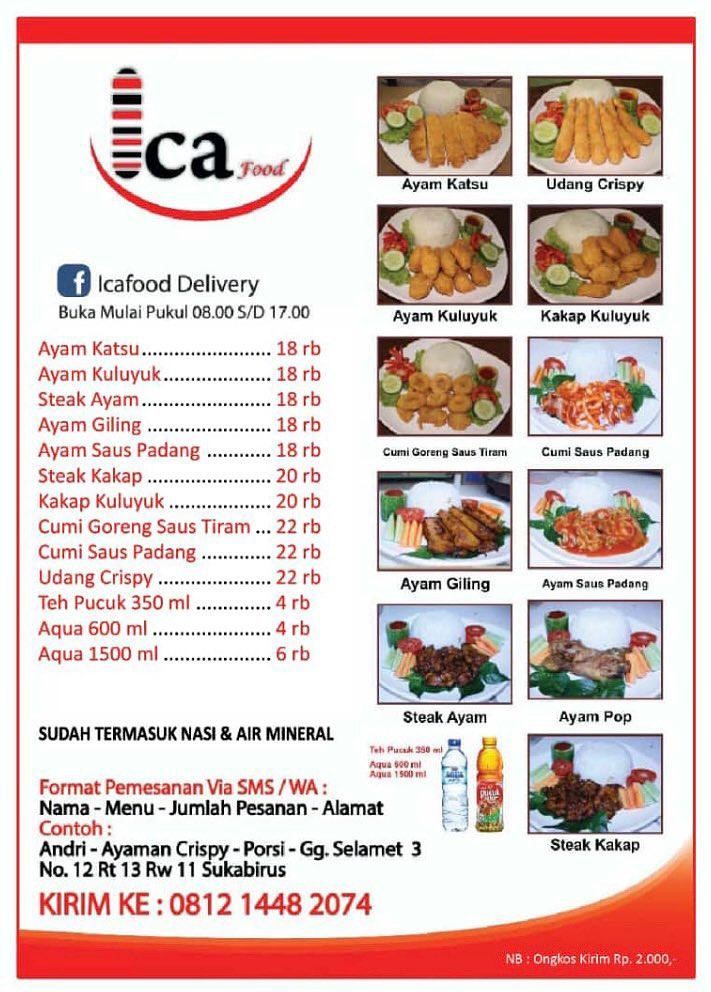 Ica Food
Icafood Delivery
Buka Mulai Pukul 08.00 S/D 17.00
Ayam Katsu....................... 18 rb
Ayam Kuluyuk................... 18 rb
Steak Ayam....................... 18 rb
Ayam Giling ...................... 18 rb
Ayam Saus Padang ........... 18 rb
Steak Kakap ...................... 20 rb
Kakap Kuluyuk .................. 20 rb
Cumi Goreng Saus Tiram ... 22 rb
Cumi Saus Padang ............ 22 rb
Udang Crispy .................... 22 rb
Teh Pucuk 350 ml ............. 4 rb
Aqua 600 ml ..................... 4 rb
Aqua 1500 ml ................... 6 rb
SUDAH TERMASUK NASI & AIR MINERAL
Format Pemesanan Via SMS / WA :
Nama - Menu - Jumlah Pesanan - Alamat
Contoh :
Andri - Ayaman Crispy - Porsi - Gg. Selamet 3
No. 12 Rt 13 Rw 11 Sukabirus
KIRIM KE : 0812 1448 2074
Ayam Katsu
Udang Crispy
Ayam Kuluyuk
Kakap Kuluyuk
Cumi Goreng Saus Tiram
Cumi Saus Padang
Ayam Giling
Ayam Saus Padang
Steak Ayam
Ayam Pop
Teh Pucuk 350 ml
Aqua 600 ml
Aqua 1500 ml
AQUA
PUCUK
Steak Kakap
NB : Ongkos Kirim Rp. 2.000,-